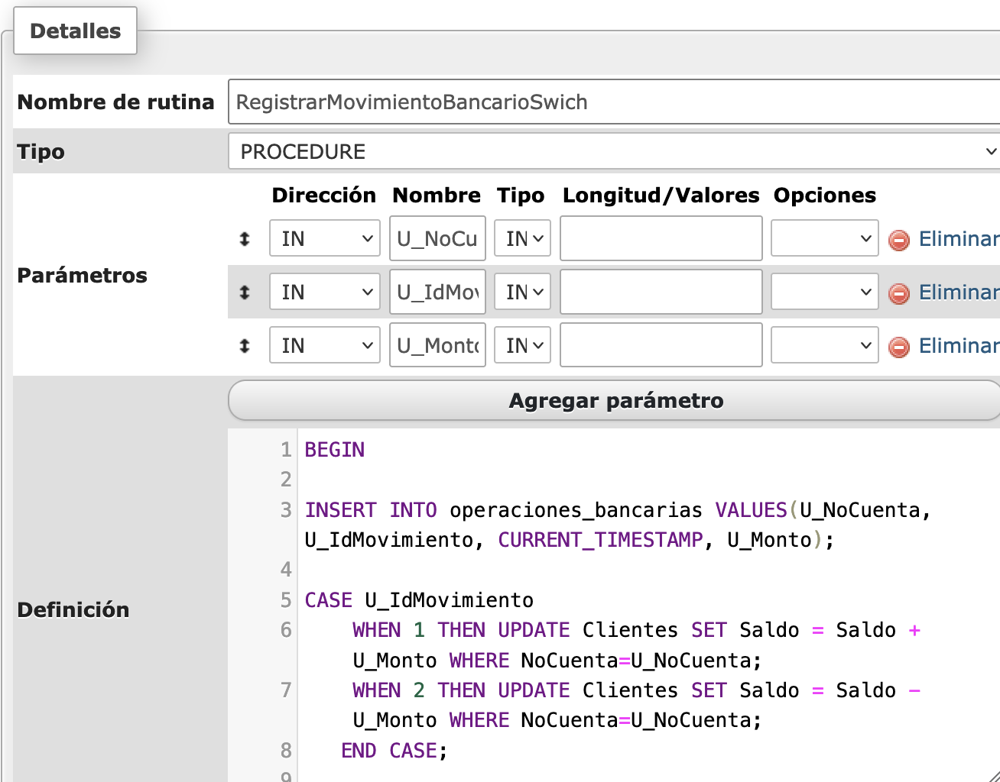 Detalles
Nombre de rutina RegistrarMovimientoBancarioSwich
Tipo PROCEDURE
Parámetros
Dirección Nombre Tipo Longitud/Valores Opciones
IN U_NoCu IN Eliminar
IN U_IdMov IN Eliminar
IN U_Monto IN Eliminar
Agregar parámetro
Definición
1 BEGIN
2
3 INSERT INTO operaciones_bancarias VALUES(U_NoCuenta,
U_IdMovimiento, CURRENT_TIMESTAMP, U_Monto);
4
5 CASE U_IdMovimiento
6 WHEN 1 THEN UPDATE Clientes SET Saldo = Saldo +
U_Monto WHERE NoCuenta=U_NoCuenta;
7 WHEN 2 THEN UPDATE Clientes SET Saldo = Saldo -
U_Monto WHERE NoCuenta=U_NoCuenta;
8 END CASE;
9